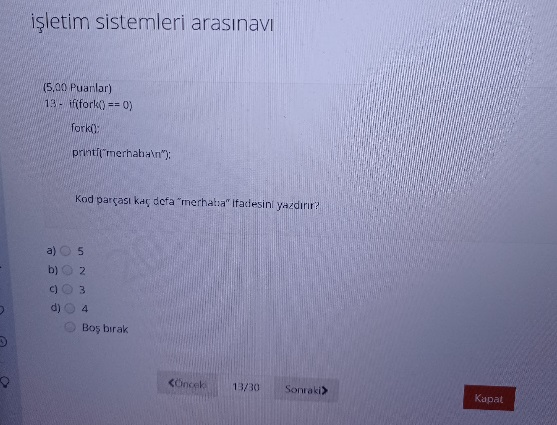 işletim sistemleri arasınavı
(5,00 Puanlar)
13 - if(fork() == 0)
fork();
printf("merhaba\n");
Kod parçası kaç defa "merhaba" ifadesini yazdırır?
a) 5
b) 2
c) 3
d) 4
Boş bırak
❮Önceki 13/30 Sonraki❯
Kapat